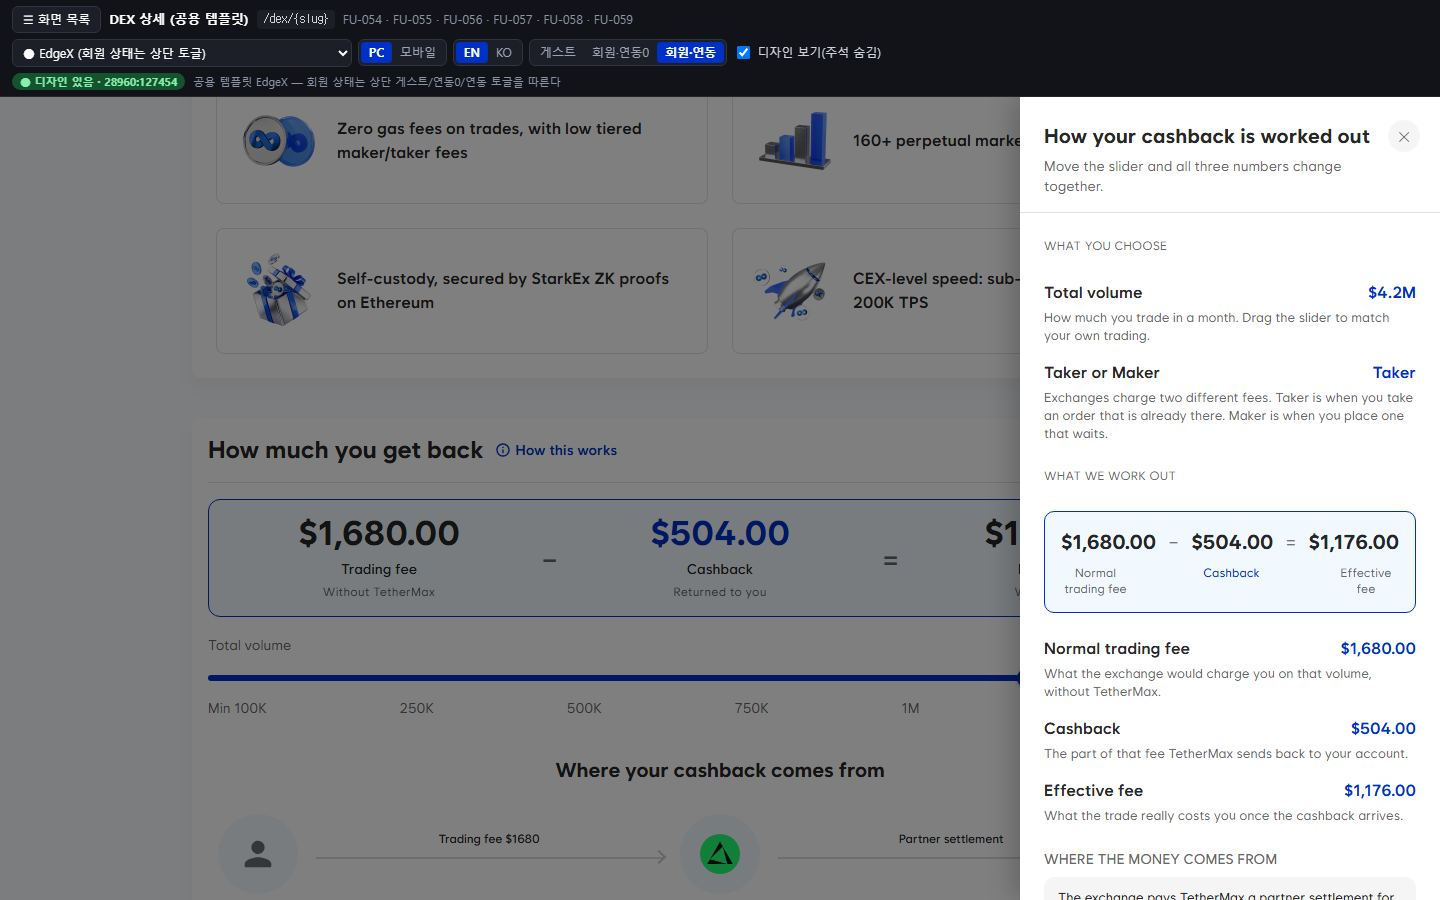 ☰ 화면 목록 DEX 상세 (공용 템플릿) /dex/{slug} FU-054 · FU-055 · FU-056 · FU-057 · FU-058 · FU-059
● EdgeX (회원 상태는 상단 토글) PC 모바일 EN KO 게스트 회원·연동0 회원·연동 디자인 보기(주석 숨김)
● 디자인 있음 · 28960:127454 공용 템플릿 EdgeX — 회원 상태는 상단 게스트/연동0/연동 토글을 따른다
Zero gas fees on trades, with low tiered
maker/taker fees
160+ perpetual marke
Self-custody, secured by StarkEx ZK proofs
on Ethereum
CEX-level speed: sub-
200K TPS
How much you get back How this works
$1,680.00 – $504.00 = $1
Trading fee Cashback
Without TetherMax Returned to you
Total volume
Min 100K 250K 500K 750K 1M
Where your cashback comes from
Trading fee $1680 Partner settlement
How your cashback is worked out
Move the slider and all three numbers change
together.
WHAT YOU CHOOSE
Total volume $4.2M
How much you trade in a month. Drag the slider to match
your own trading.
Taker or Maker Taker
Exchanges charge two different fees. Taker is when you take
an order that is already there. Maker is when you place one
that waits.
WHAT WE WORK OUT
$1,680.00 – $504.00 = $1,176.00
Normal Cashback Effective
trading fee fee
Normal trading fee $1,680.00
What the exchange would charge you on that volume,
without TetherMax.
Cashback $504.00
The part of that fee TetherMax sends back to your account.
Effective fee $1,176.00
What the trade really costs you once the cashback arrives.
WHERE THE MONEY COMES FROM
The exchange pays TetherMax a partner settlement for